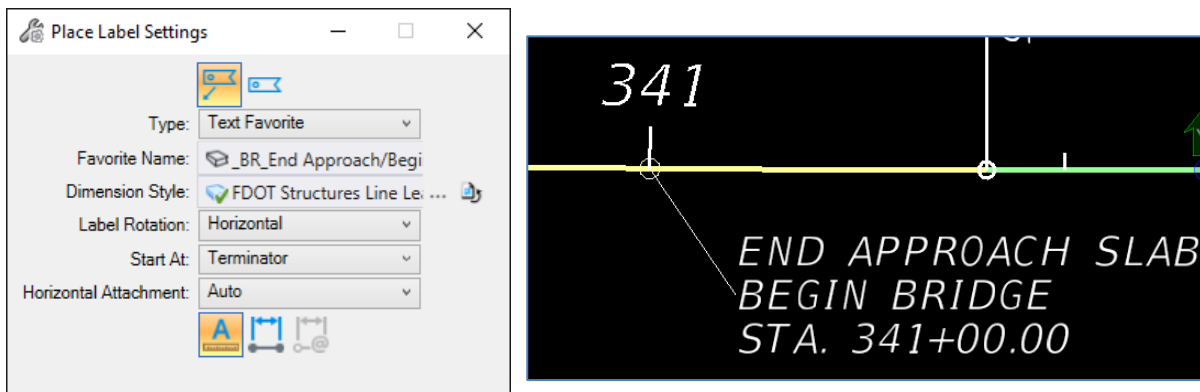 Place Label Settings
Type: Text Favorite
Favorite Name: _BR_End Approach/Begi
Dimension Style: FDOT Structures Line Le ...
Label Rotation: Horizontal
Start At: Terminator
Horizontal Attachment: Auto
A
341
END APPROACH SLAB
BEGIN BRIDGE
STA. 341+00.00